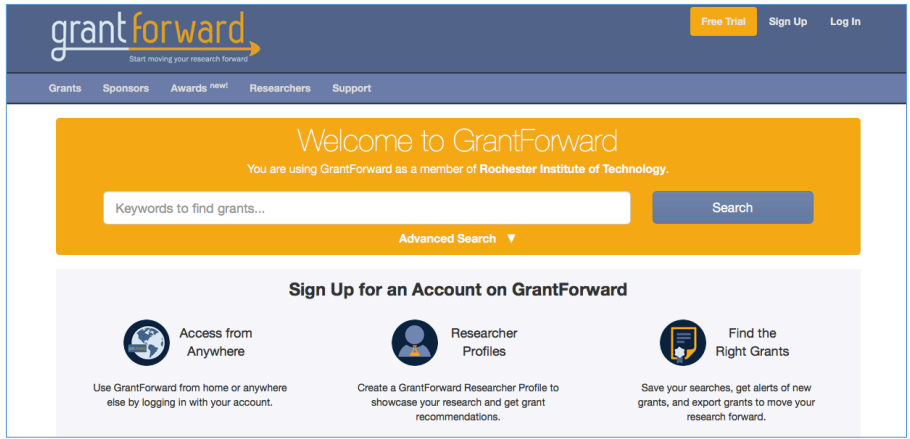 grantforward
Start moving your research forward
Free Trial Sign Up Log In
Grants Sponsors Awards new! Researchers Support
Welcome to GrantForward
You are using GrantForward as a member of Rochester Institute of Technology.
Keywords to find grants...
Search
Advanced Search ▼
Sign Up for an Account on GrantForward
Access from
Anywhere
Use GrantForward from home or anywhere
else by logging in with your account.
Researcher
Profiles
Create a GrantForward Researcher Profile to
showcase your research and get grant
recommendations.
Find the
Right Grants
Save your searches, get alerts of new
grants, and export grants to move your
research forward.